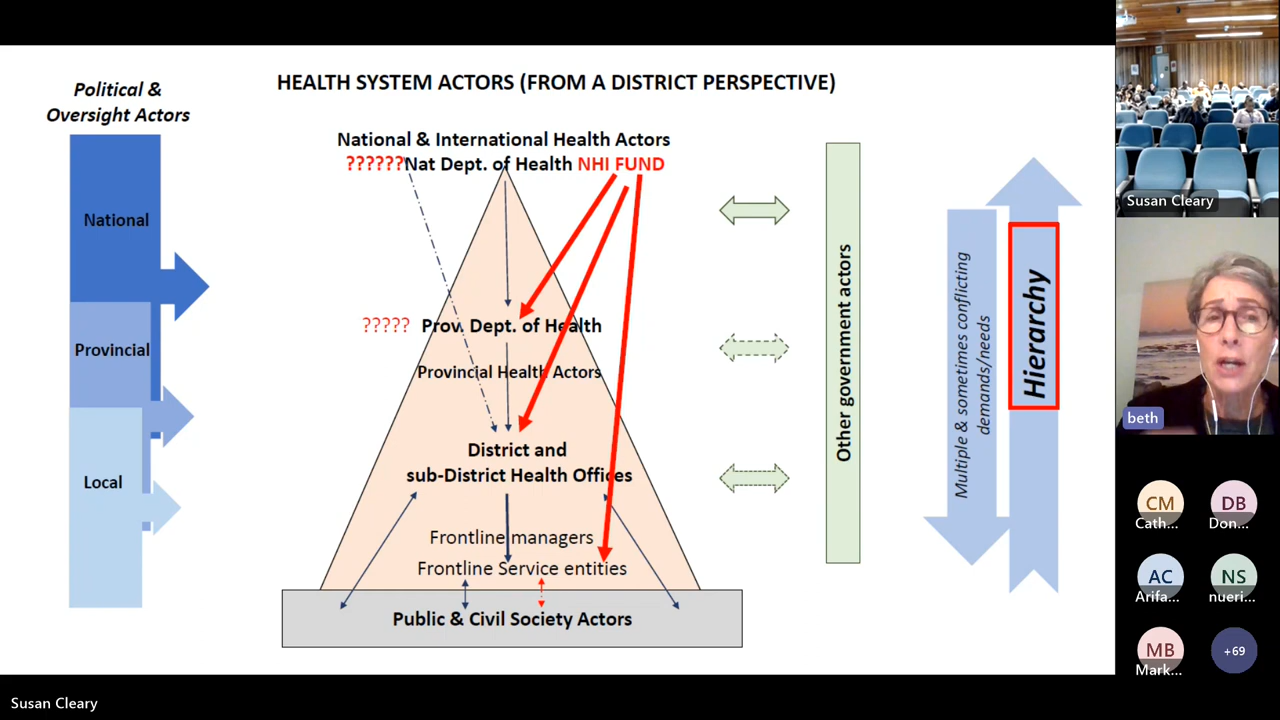 Political &
Oversight Actors
HEALTH SYSTEM ACTORS (FROM A DISTRICT PERSPECTIVE)
National & International Health Actors
??????Nat Dept. of Health NHI FUND
National
Provincial
Local
????? Prov. Dept. of Health
Provincial Health Actors
District and
sub-District Health Offices
Frontline managers
Frontline Service entities
Public & Civil Society Actors
Other government actors
Multiple & sometimes conflicting
demands/needs
Hierarchy
Susan Cleary
beth
CM
Cath...
DB
Don...
AC
Arifa...
NS
nueri...
MB
Mark...
+69
Susan Cleary